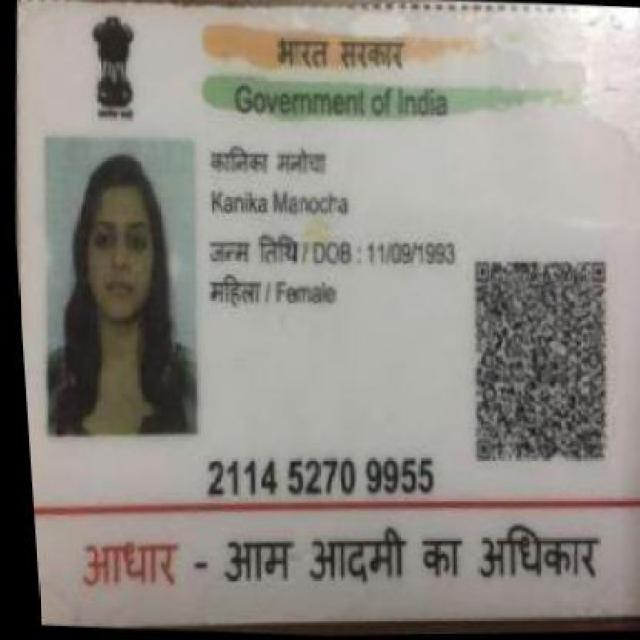 भारत सरकार
Government of India
कानिका मनोचा
Kanika Manocha
जन्म तिथि / DOB : 11/09/1993
महिला / Female
2114 5270 9955
आधार - आम आदमी का अधिकार